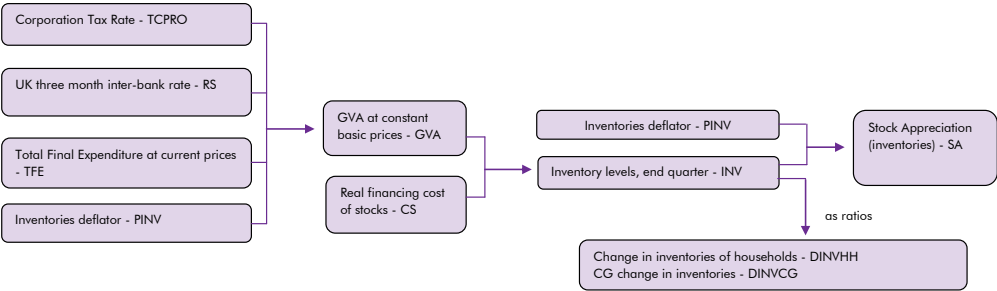 Corporation Tax Rate - TCPRO
UK three month inter-bank rate - RS
Total Final Expenditure at current prices
- TFE
Inventories deflator - PINV
GVA at constant
basic prices - GVA
Real financing cost
of stocks - CS
Inventories deflator - PINV
Inventory levels, end quarter - INV
Stock Appreciation
(inventories) - SA
as ratios
Change in inventories of households - DINVHH
CG change in inventories - DINVCG